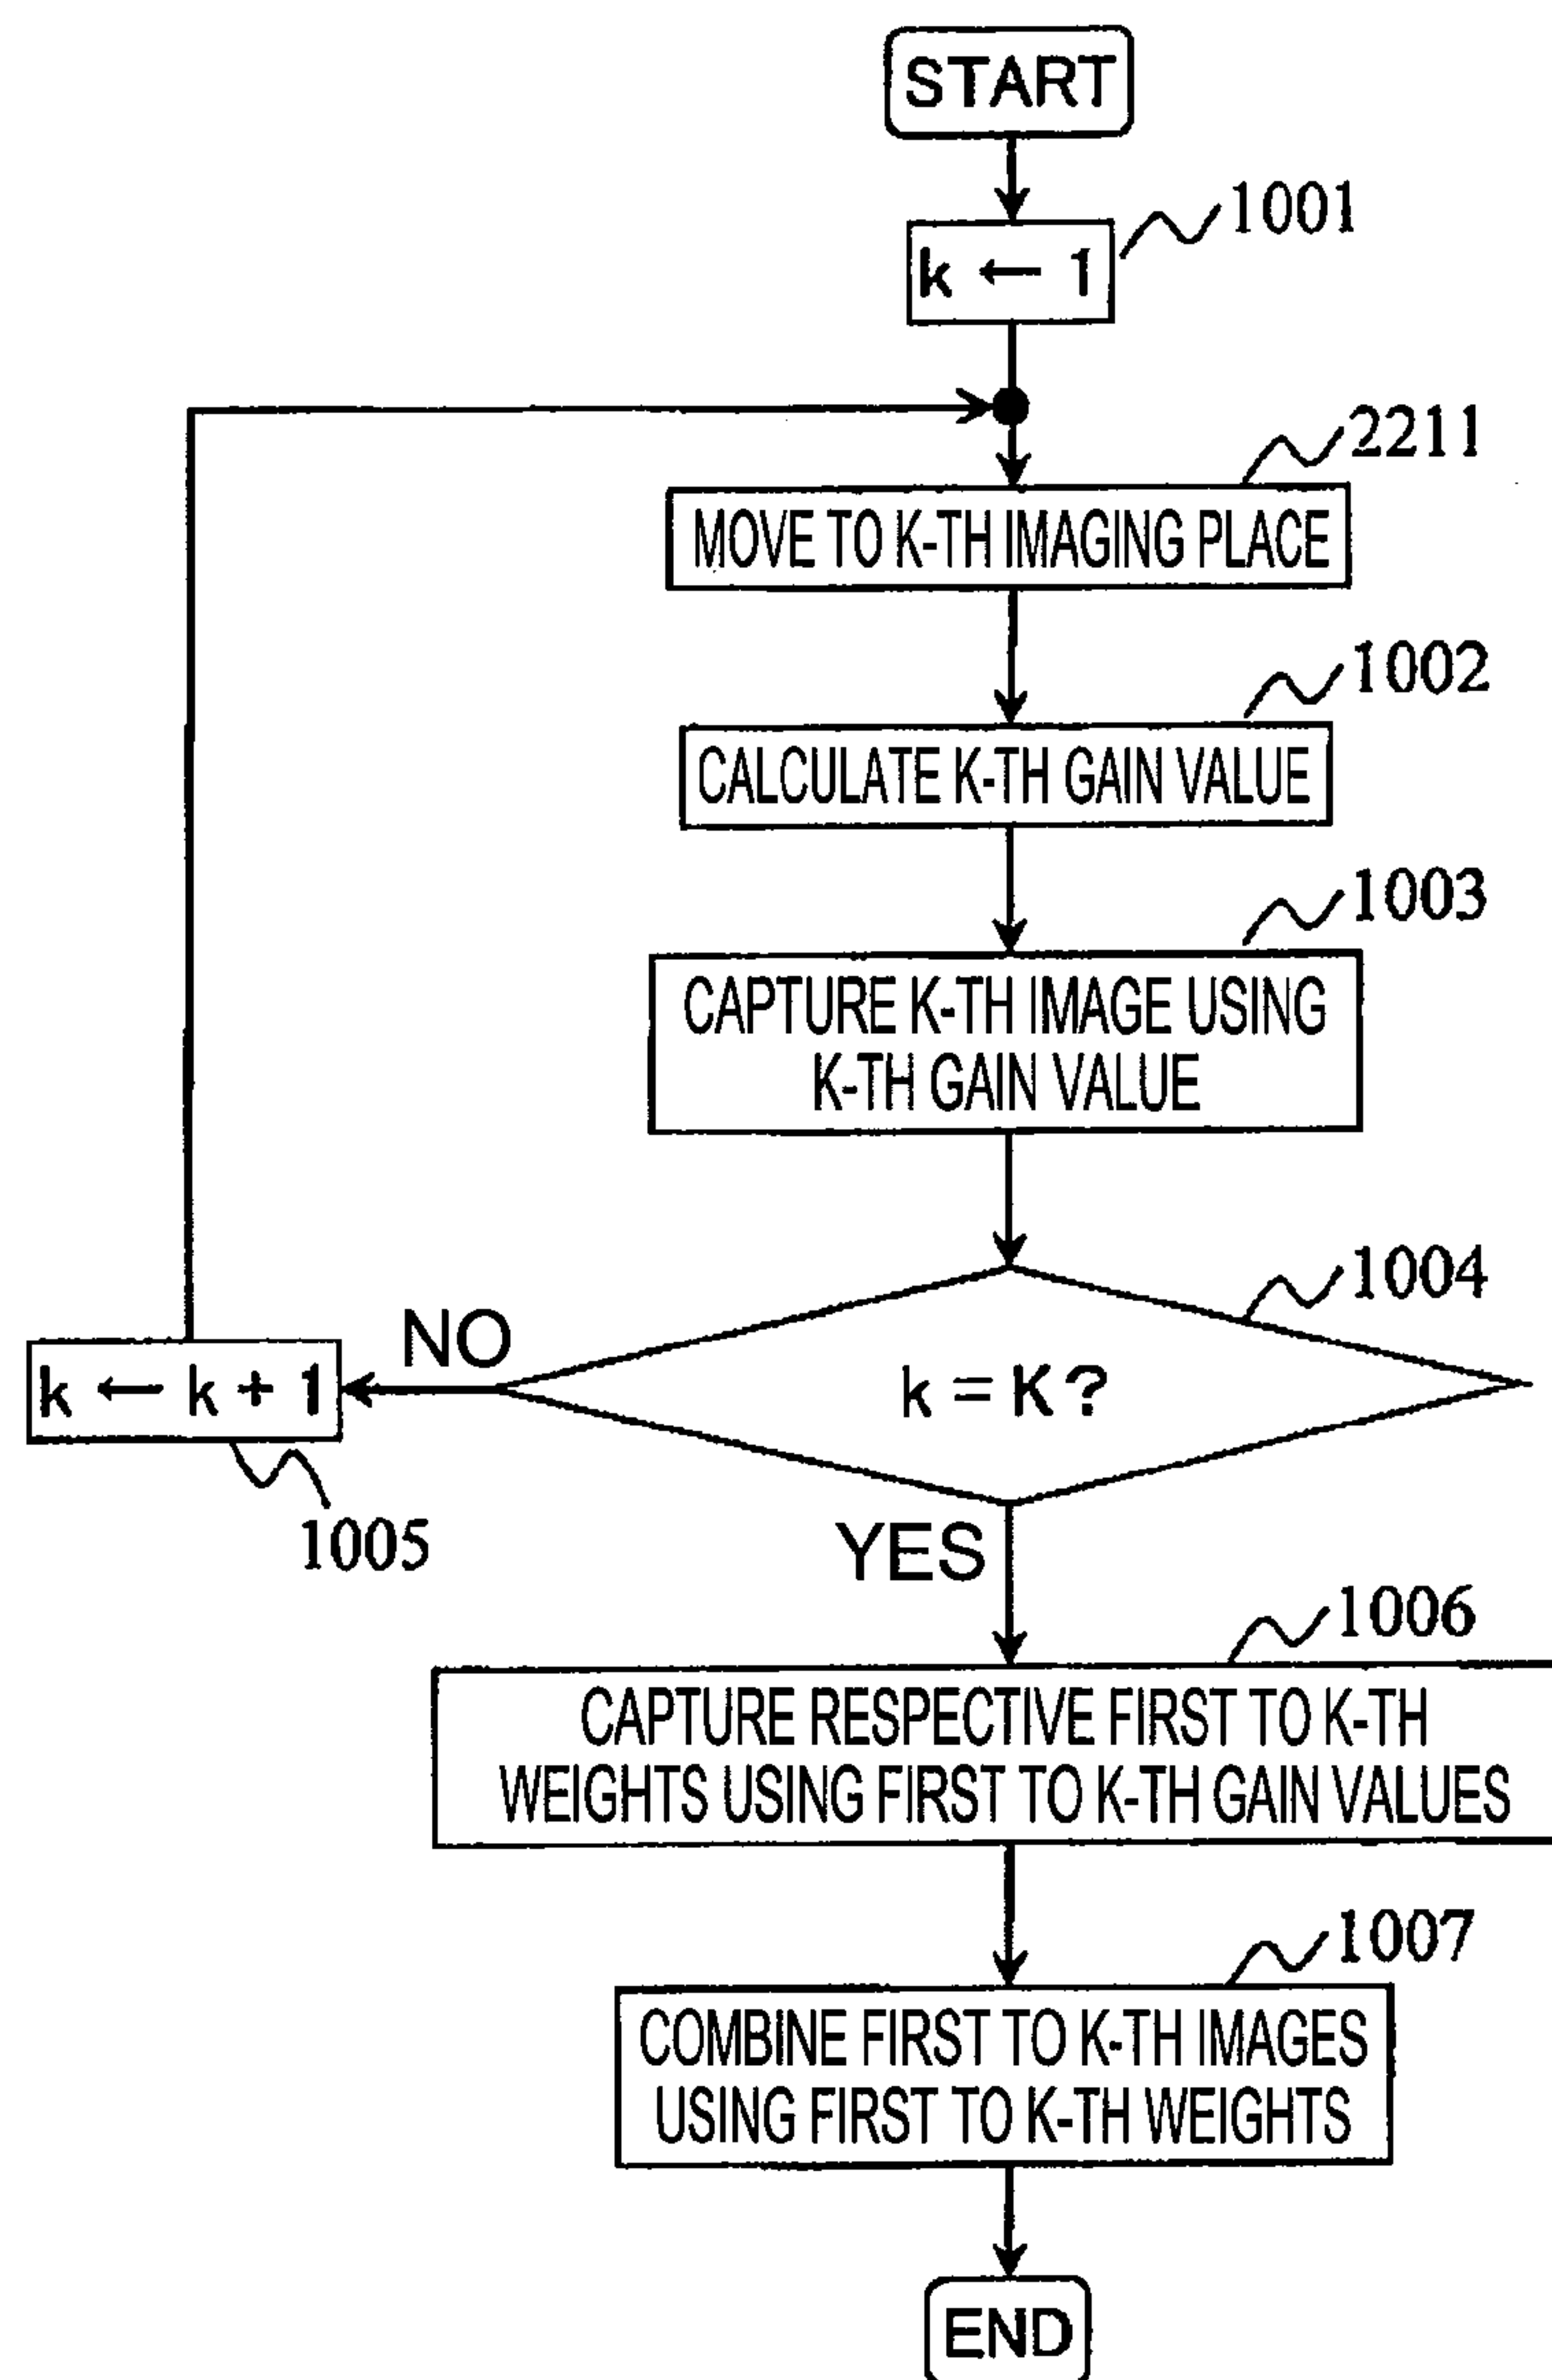 START
1001
k ← 1
2211
MOVE TO K-TH IMAGING PLACE
1002
CALCULATE K-TH GAIN VALUE
1003
CAPTURE K-TH IMAGE USING
K-TH GAIN VALUE
1004
k = K ?
NO
k ← k + 1
1005
YES
1006
CAPTURE RESPECTIVE FIRST TO K-TH
WEIGHTS USING FIRST TO K-TH GAIN VALUES
1007
COMBINE FIRST TO K-TH IMAGES
USING FIRST TO K-TH WEIGHTS
END